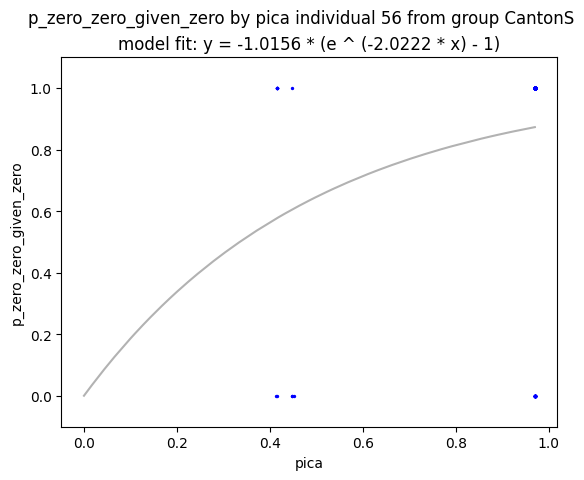 p_zero_zero_given_zero by pica individual 56 from group CantonS
model fit: y = -1.0156 * (e ^ (-2.0222 * x) - 1)
1.0
0.8
0.6
0.4
0.2
0.0
p_zero_zero_given_zero
0.0 0.2 0.4 0.6 0.8 1.0
pica